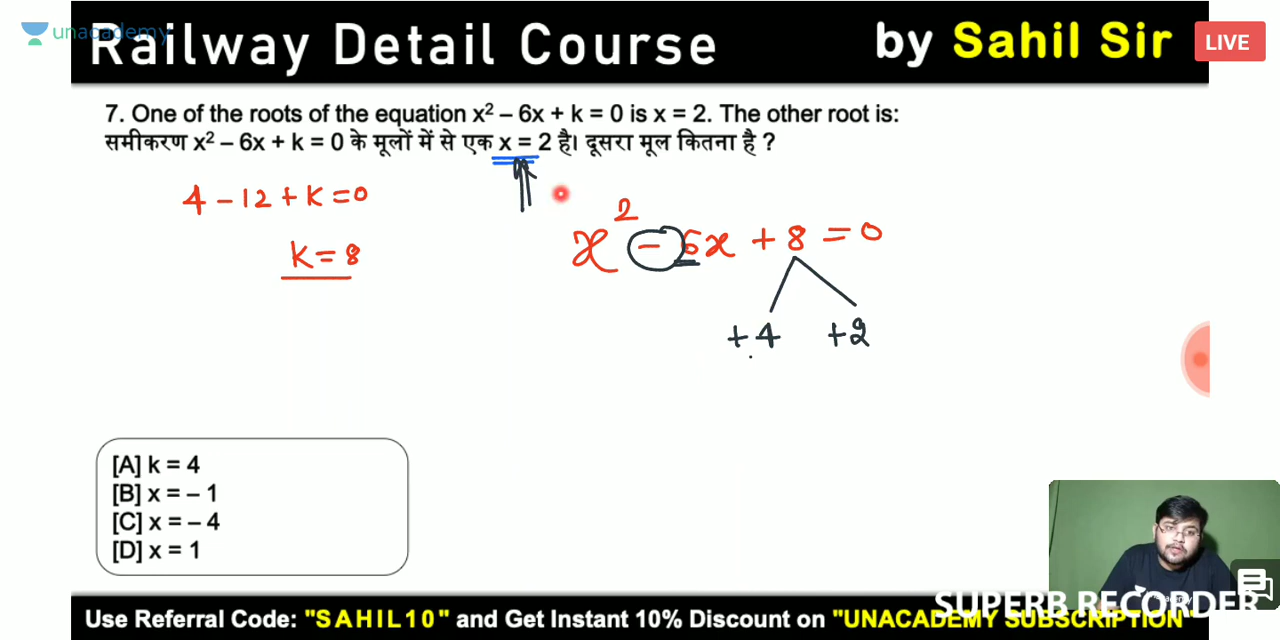 unacademy
Railway Detail Course by Sahil Sir LIVE
7. One of the roots of the equation x² – 6x + k = 0 is x = 2. The other root is:
समीकरण x² – 6x + k = 0 के मूलों में से एक x = 2 है। दूसरा मूल कितना है ?
4 - 12 + k = 0
k = 8
x² - 6x + 8 = 0
+4 +2
[A] k = 4
[B] x = – 1
[C] x = – 4
[D] x = 1
SUPERB RECORDER
Use Referral Code: "SAHIL10" and Get Instant 10% Discount on "UNACADEMY SUBSCRIPTION"